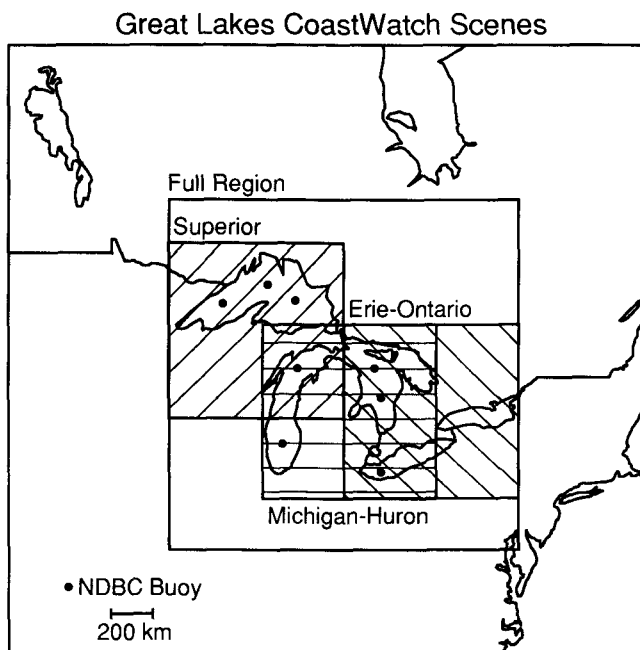 Great Lakes CoastWatch Scenes
Full Region
Superior
Erie-Ontario
Michigan-Huron
NDBC Buoy
200 km